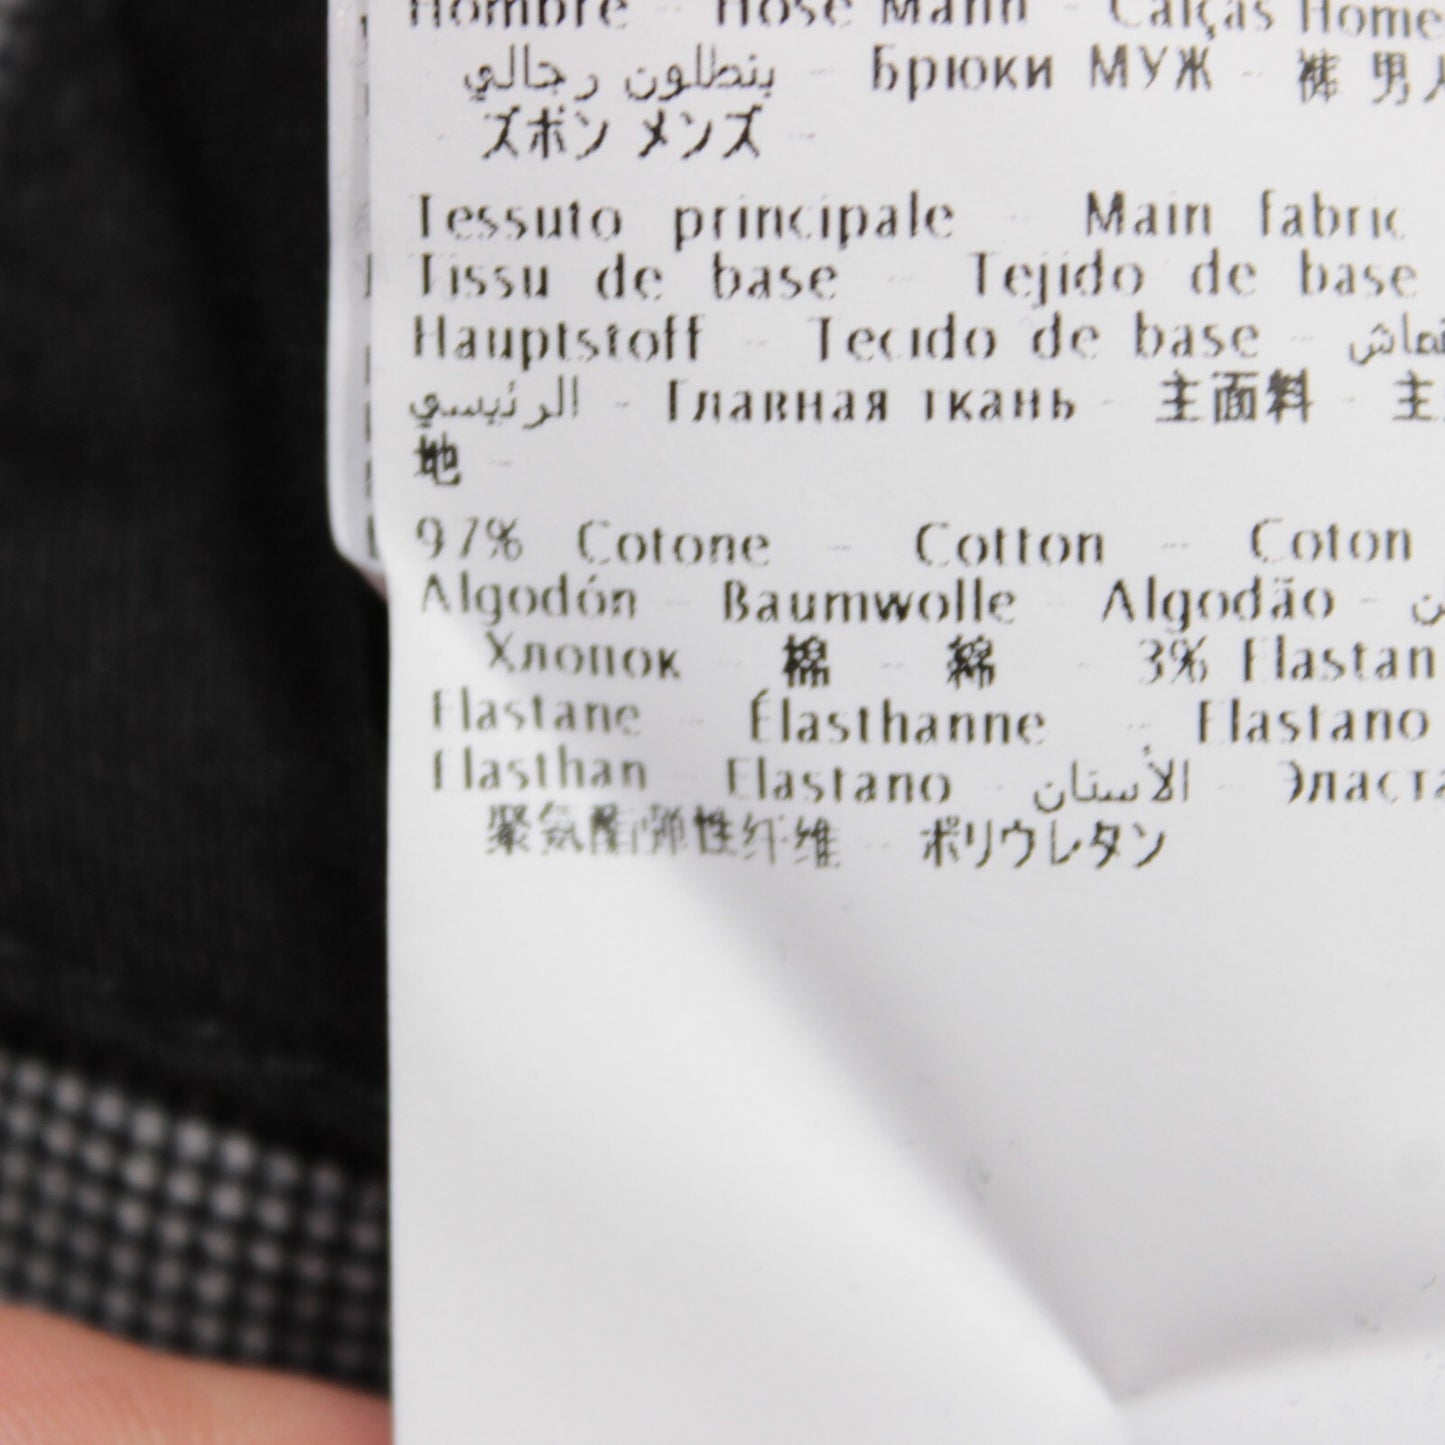 Hombre - Hose Mann - Calças Home
بنطلون رجالي - Брюки МУЖ - 裤 男人
- ズボン メンズ -
Tessuto principale - Main fabric
Tissu de base - Tejido de base
Hauptstoff - Tecido de base -
الرئيسي - Главная ткань - 主面料 - 主
地 -
97% Cotone - Cotton - Coton
Algodón - Baumwolle - Algodão -
Хлопок - 棉 - 綿 - 3% Elastan
Elastane - Élasthanne - Elastano
Elasthan - Elastano - الأستان - Эласта
聚氨酯弹性纤维 - ポリウレタン